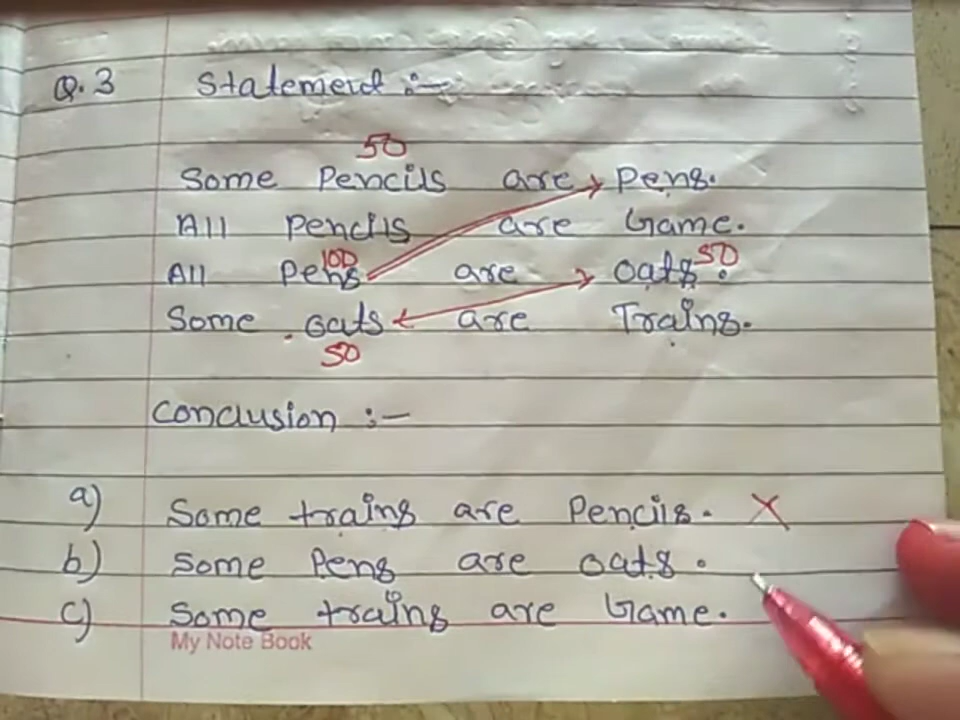 Q.3 Statement :-
50
Some Pencils are Pens.
All Pencils are Game.
100 50
All Pens are oats.
Some oats are Trains.
50
Conclusion :-
a) Some trains are Pencils. X
b) Some Pens are oats.
c) Some trains are Game.
My Note Book